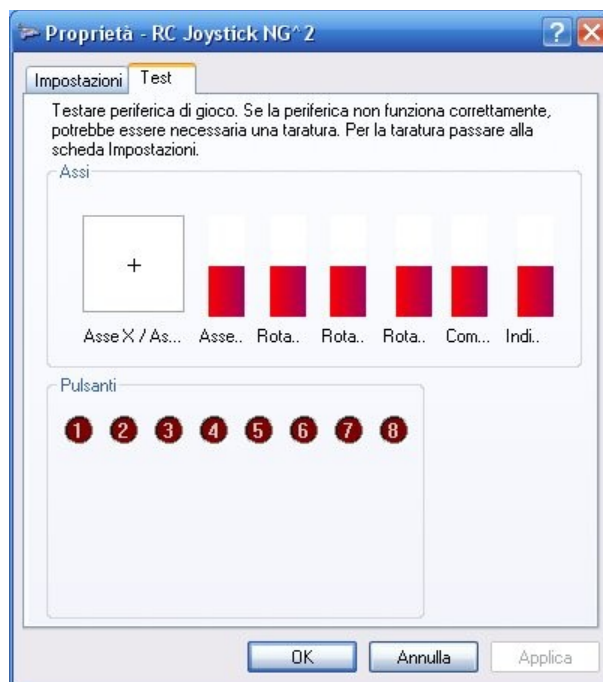 Proprietà - RC Joystick NG^2
Impostazioni Test
Testare periferica di gioco. Se la periferica non funziona correttamente,
potrebbe essere necessaria una taratura. Per la taratura passare alla
scheda Impostazioni.
Assi
Asse X / As... Asse.. Rota.. Rota.. Rota.. Com... Indi..
Pulsanti
1 2 3 4 5 6 7 8
OK Annulla Applica